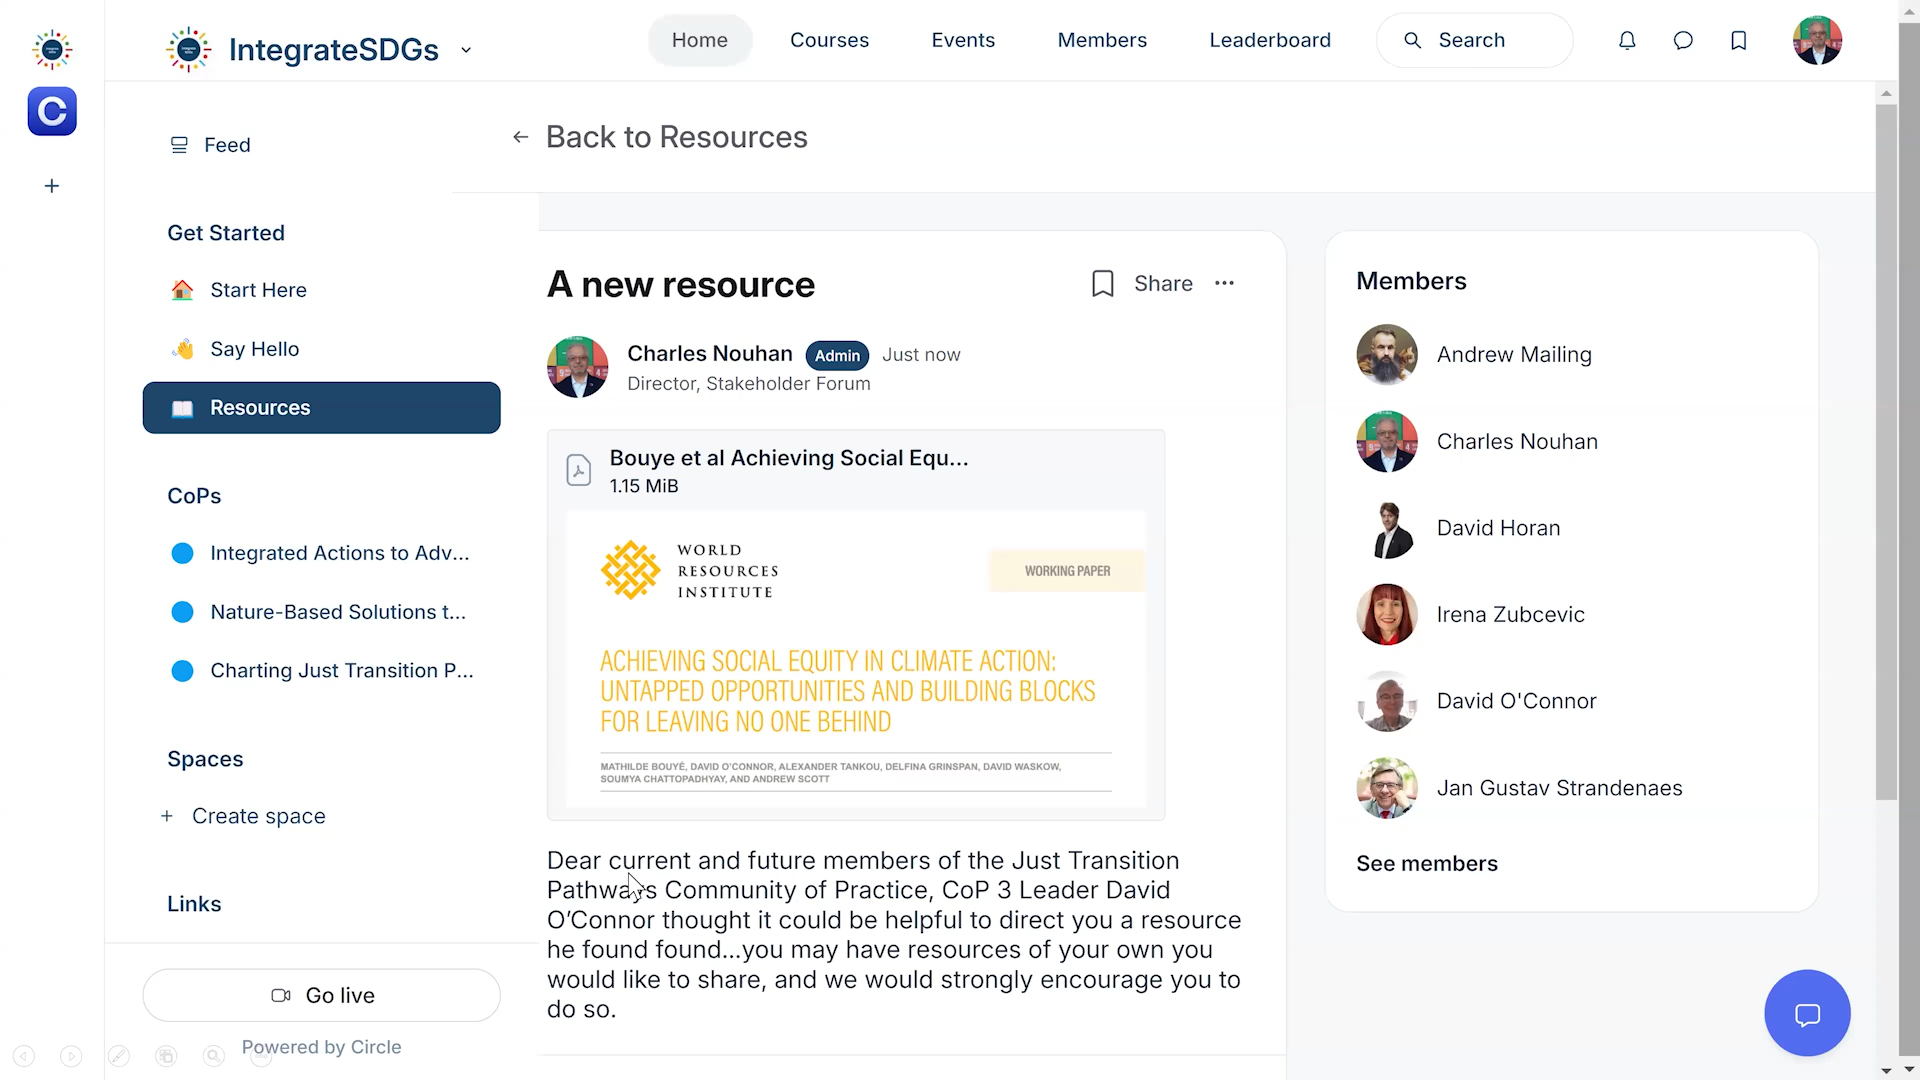 IntegrateSDGs
Home
Courses
Events
Members
Leaderboard
Search
C
Feed
Back to Resources
Get Started
Start Here
Say Hello
Resources
CoPs
Integrated Actions to Adv...
Nature-Based Solutions t...
Charting Just Transition P...
Spaces
+ Create space
Links
Go live
Powered by Circle
A new resource
Share
Charles Nouhan Admin Just now
Director, Stakeholder Forum
Bouye et al Achieving Social Equ...
1.15 MiB
WORLD
RESOURCES
INSTITUTE
WORKING PAPER
ACHIEVING SOCIAL EQUITY IN CLIMATE ACTION:
UNTAPPED OPPORTUNITIES AND BUILDING BLOCKS
FOR LEAVING NO ONE BEHIND
MATHILDE BOUYÉ, DAVID O'CONNOR, ALEXANDER TANKOU, DELFINA GRINSPAN, DAVID WASKOW,
SOUMYA CHATTOPADHYAY, AND ANDREW SCOTT
Dear current and future members of the Just Transition
Pathways Community of Practice, CoP 3 Leader David
O’Connor thought it could be helpful to direct you a resource
he found found...you may have resources of your own you
would like to share, and we would strongly encourage you to
do so.
Members
Andrew Mailing
Charles Nouhan
David Horan
Irena Zubcevic
David O'Connor
Jan Gustav Strandenaes
See members